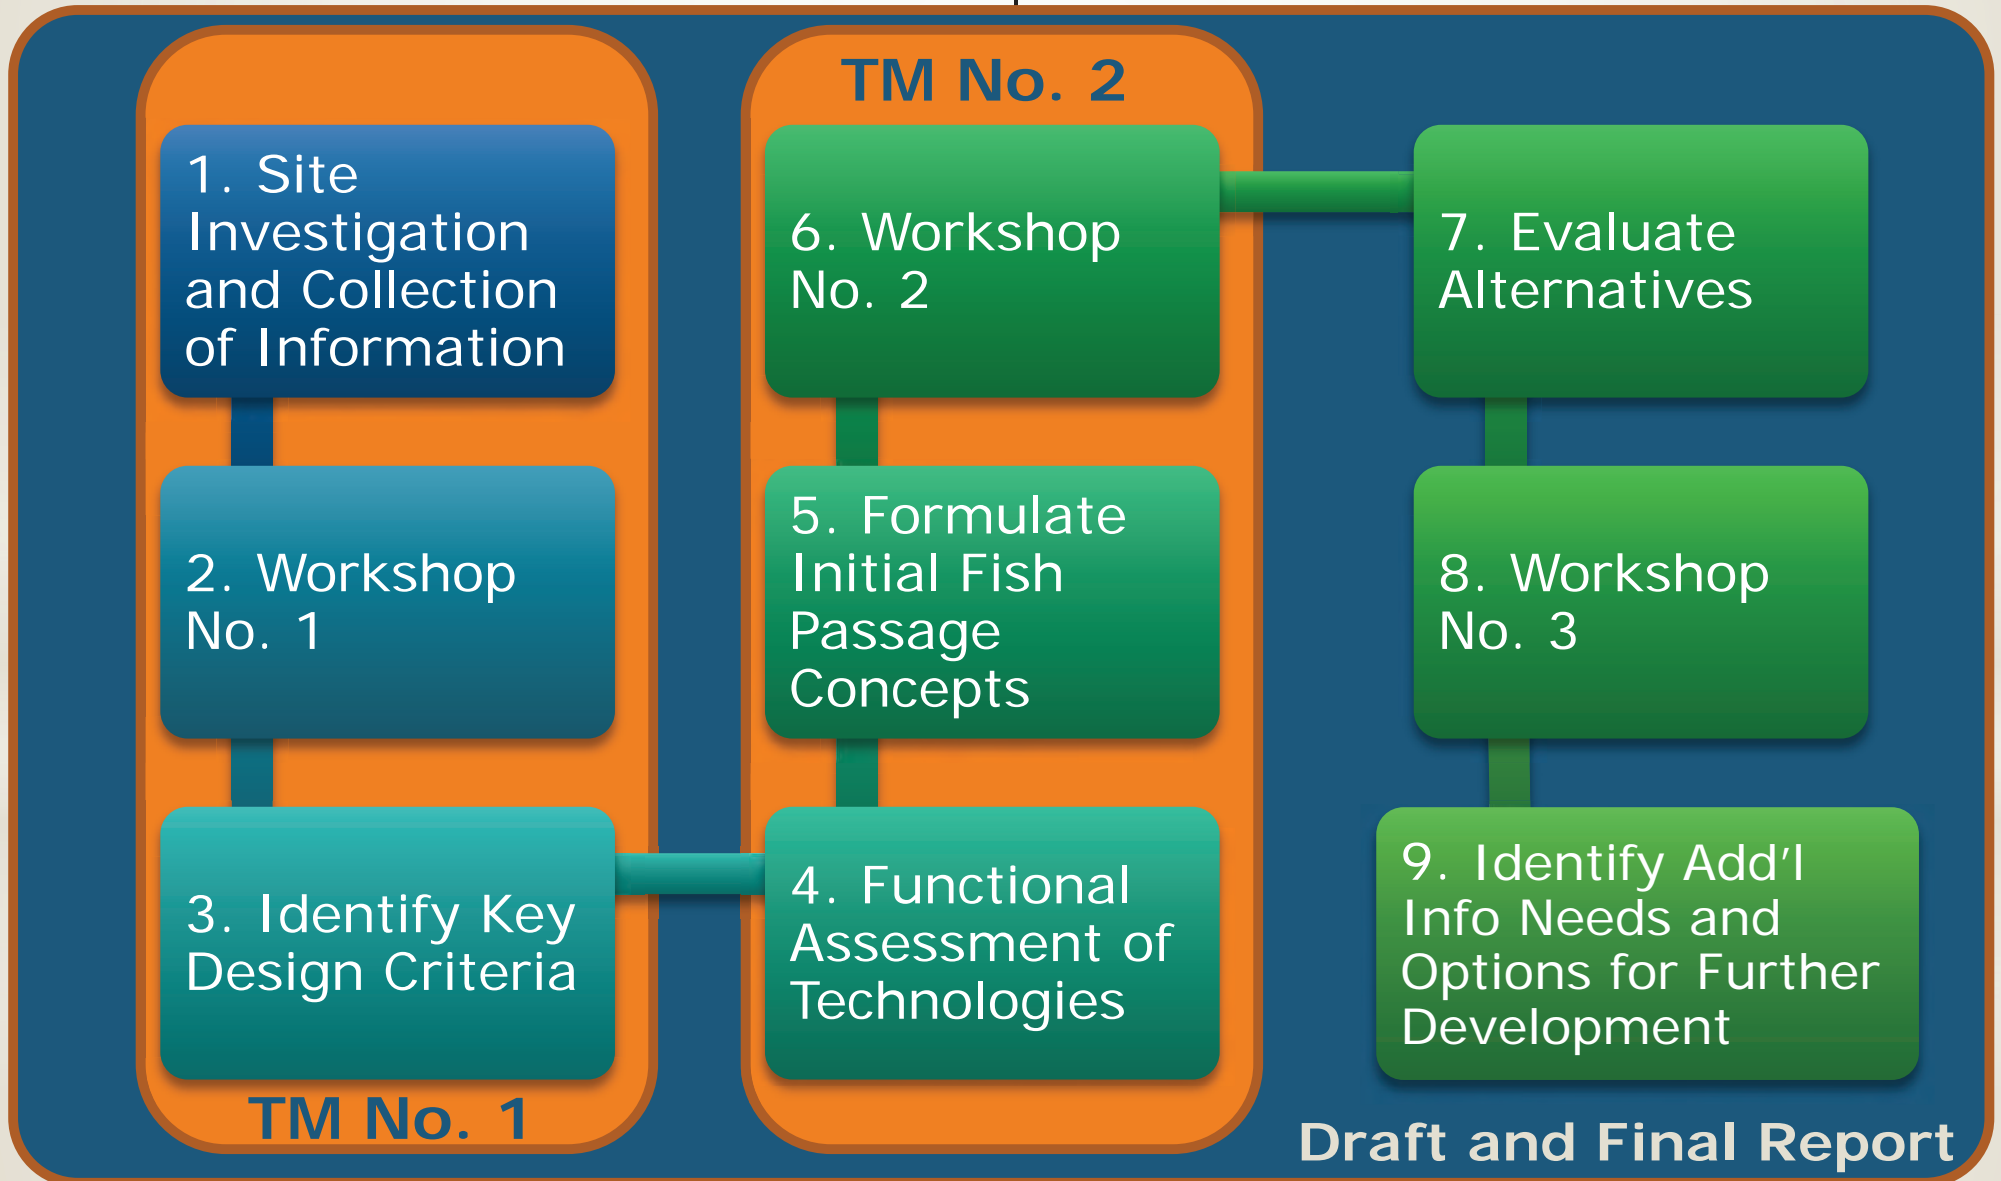 1. Site
Investigation
and Collection
of Information
2. Workshop
No. 1
3. Identify Key
Design Criteria
TM No. 1
TM No. 2
6. Workshop
No. 2
5. Formulate
Initial Fish
Passage
Concepts
4. Functional
Assessment of
Technologies
7. Evaluate
Alternatives
8. Workshop
No. 3
9. Identify Add’l
Info Needs and
Options for Further
Development
Draft and Final Report